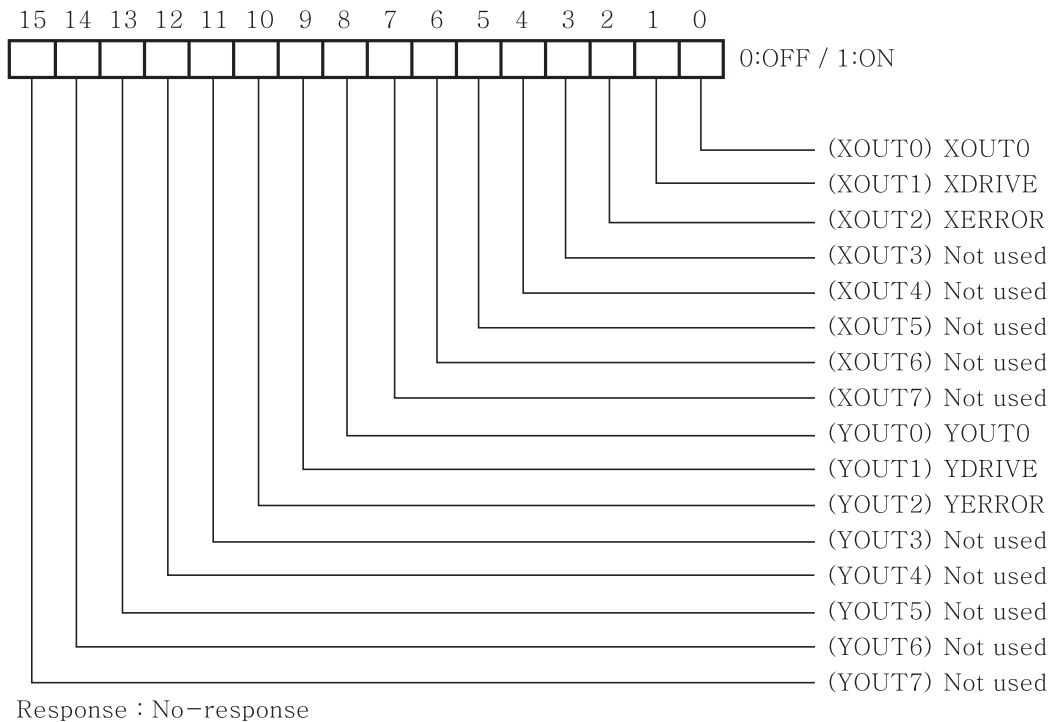 15 14 13 12 11 10 9 8 7 6 5 4 3 2 1 0
0:OFF / 1:ON
(XOUT0) XOUT0
(XOUT1) XDRIVE
(XOUT2) XERROR
(XOUT3) Not used
(XOUT4) Not used
(XOUT5) Not used
(XOUT6) Not used
(XOUT7) Not used
(YOUT0) YOUT0
(YOUT1) YDRIVE
(YOUT2) YERROR
(YOUT3) Not used
(YOUT4) Not used
(YOUT5) Not used
(YOUT6) Not used
(YOUT7) Not used
Response : No-response